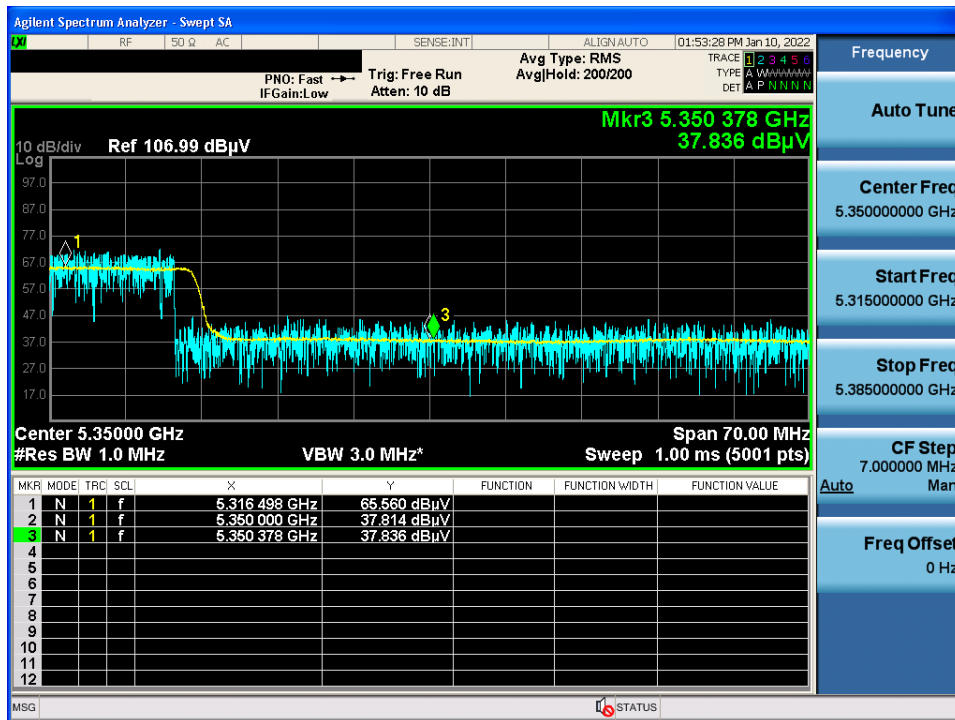 Agilent Spectrum Analyzer - Swept SA
LXI RF 50 Ω AC SENSE:INT ALIGN AUTO 01:53:28 PM Jan 10, 2022
Frequency
Avg Type: RMS TRACE 1 2 3 4 5 6
PNO: Fast Trig: Free Run Avg|Hold: 200/200 TYPE A WWWWW
IFGain:Low Atten: 10 dB DET A P N N N N
Auto Tune
Mkr3 5.350 378 GHz
37.836 dBµV
10 dB/div Ref 106.99 dBµV
Log
97.0
87.0
77.0
67.0
57.0
47.0
37.0
27.0
17.0
1
3
Center Freq
5.350000000 GHz
Start Freq
5.315000000 GHz
Stop Freq
5.385000000 GHz
Center 5.35000 GHz Span 70.00 MHz
#Res BW 1.0 MHz VBW 3.0 MHz* Sweep 1.00 ms (5001 pts)
CF Step
7.000000 MHz
Auto Man
Freq Offset
0 Hz
MKR MODE TRC SCL X Y FUNCTION FUNCTION WIDTH FUNCTION VALUE
1 N 1 f 5.316 498 GHz 65.560 dBµV
2 N 1 f 5.350 000 GHz 37.814 dBµV
3 N 1 f 5.350 378 GHz 37.836 dBµV
4
5
6
7
8
9
10
11
12
MSG STATUS